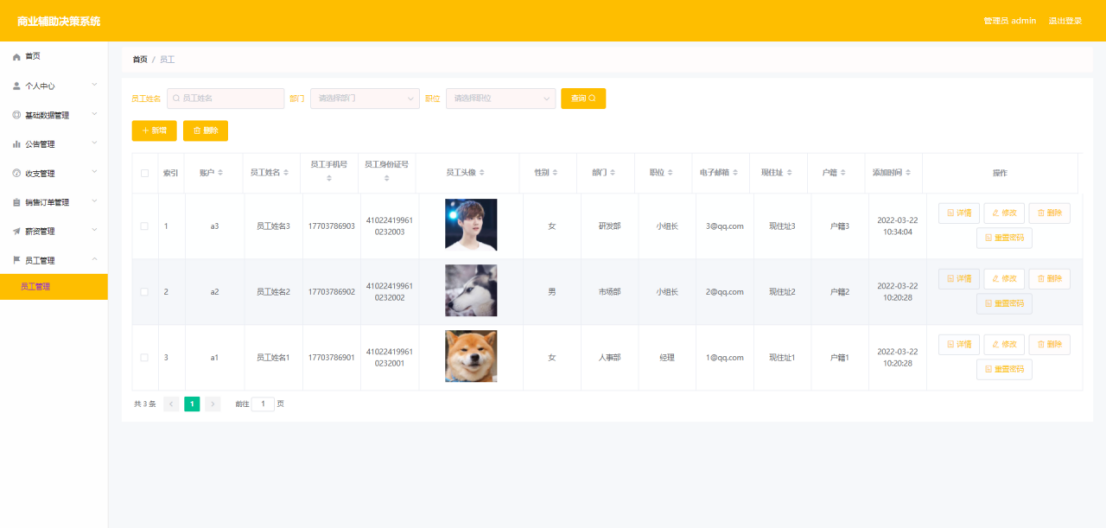 商业辅助决策系统
管理员 admin 退出登录
首页
个人中心
基础数据管理
公告管理
收支管理
销售订单管理
薪资管理
员工管理
员工管理
首页 / 员工
员工姓名 员工姓名 部门 请选择部门 职位 请选择职位 查询
+ 新增 删除
索引 账户 员工姓名 员工手机号 员工身份证号 员工头像 性别 部门 职位 电子邮箱 现住址 户籍 添加时间 操作
1 a3 员工姓名3 17703786903 41022419961 0232003 女 研发部 小组长 3@qq.com 现住址3 户籍3 2022-03-22 10:34:04 详情 修改 删除 重置密码
2 a2 员工姓名2 17703786902 41022419961 0232002 男 市场部 小组长 2@qq.com 现住址2 户籍2 2022-03-22 10:20:28 详情 修改 删除 重置密码
3 a1 员工姓名1 17703786901 41022419961 0232001 女 人事部 经理 1@qq.com 现住址1 户籍1 2022-03-22 10:20:28 详情 修改 删除 重置密码
共 3 条 < 1 > 前往 1 页